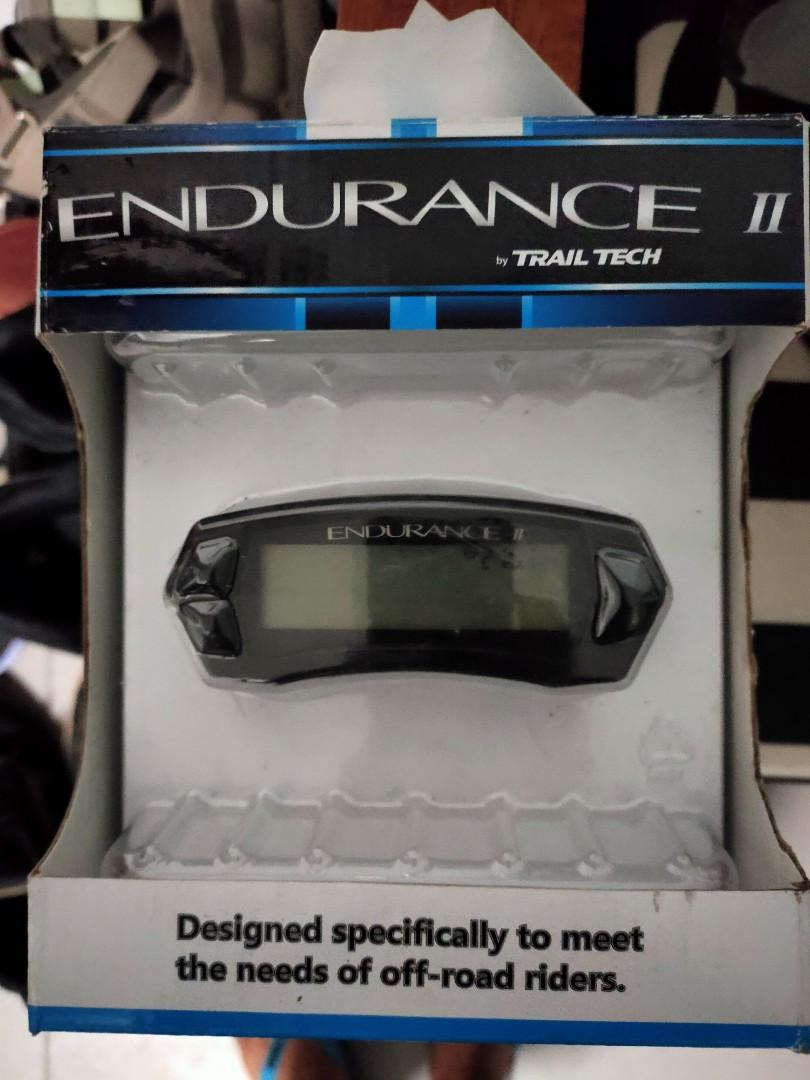 ENDURANCE II
by TRAIL TECH
ENDURANCE II
Designed specifically to meet
the needs of off-road riders.